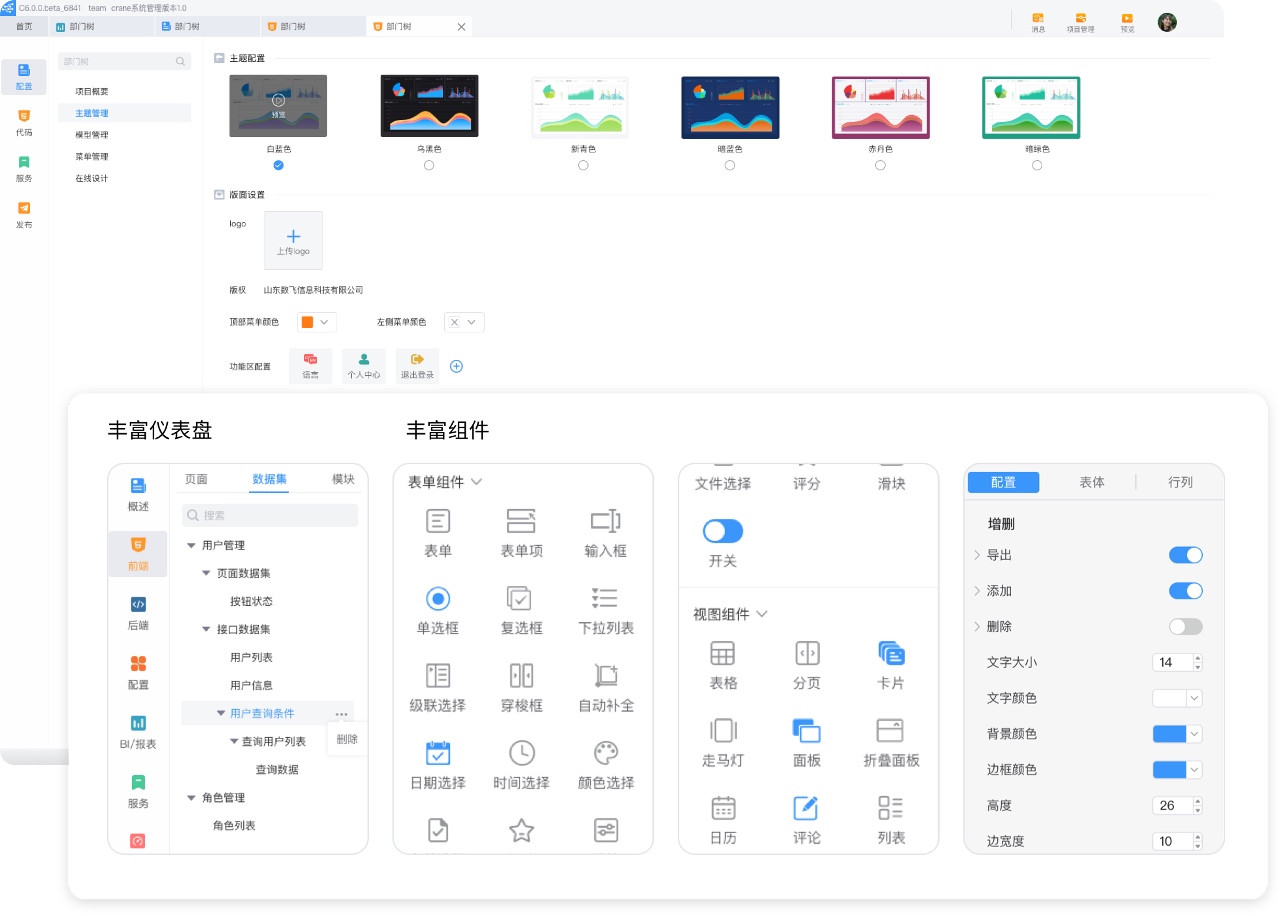 C6.0.0.beta_6841 team crane系统管理版本1.0
首页 部门树 部门树 部门树 部门树
消息 项目管理 预览
配置
代码
服务
发布
部门树
项目概要
主题管理
模型管理
菜单管理
在线设计
主题配置
预览
白蓝色 乌黑色 新青色 暗蓝色 赤丹色 暗绿色
版面设置
logo
上传logo
版权 山东数飞信息科技有限公司
顶部菜单颜色 左侧菜单颜色
功能区配置 语言 个人中心 退出登录
丰富仪表盘
概述
前端
后端
配置
BI/报表
服务
页面 数据集 模块
搜索
用户管理
页面数据集
按钮状态
接口数据集
用户列表
用户信息
用户查询条件
删除
查询用户列表
查询数据
角色管理
角色列表
丰富组件
表单组件
表单 表单项 输入框
单选框 复选框 下拉列表
级联选择 穿梭框 自动补全
日期选择 时间选择 颜色选择
文件选择 评分 滑块
开关
视图组件
表格 分页 卡片
走马灯 面板 折叠面板
日历 评论 列表
配置 表体 行列
增删
导出
添加
删除
文字大小 14
文字颜色
背景颜色
边框颜色
高度 26
边宽度 10